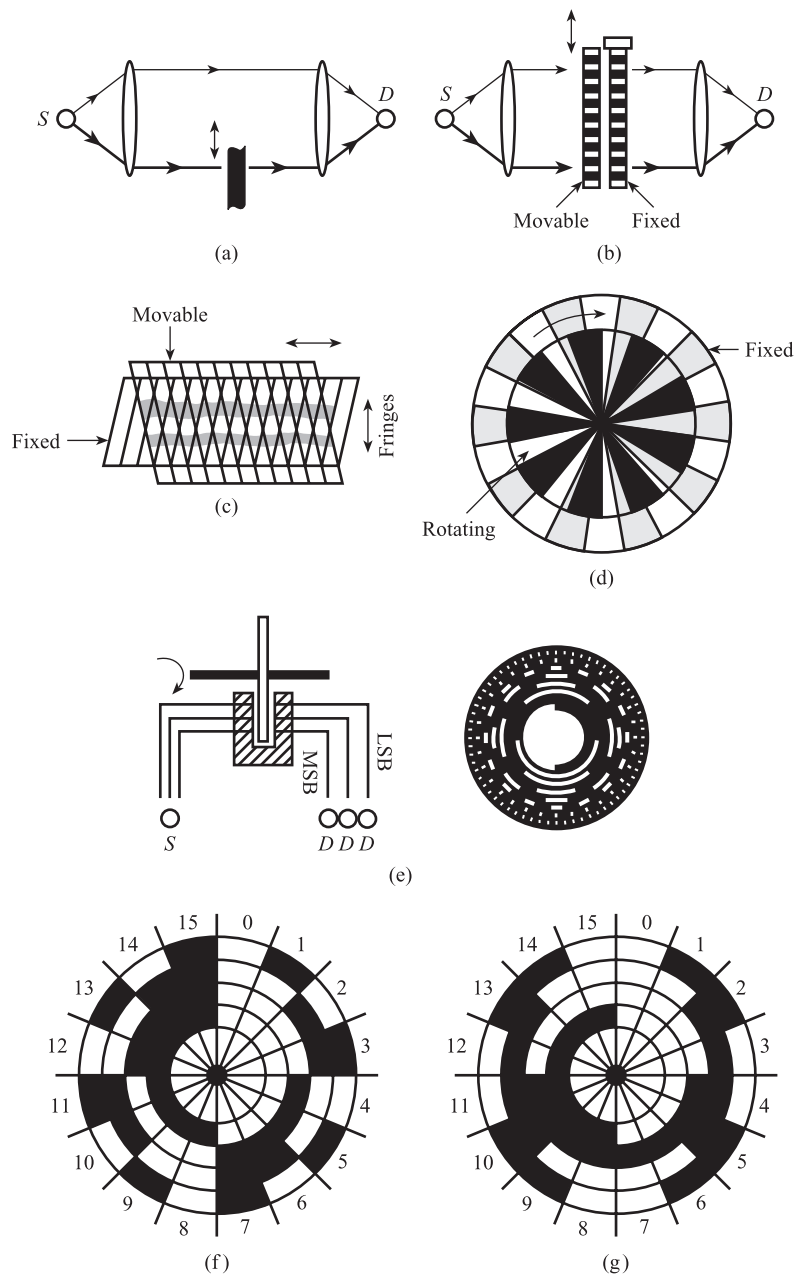 S
D
(a)
S
D
Movable
Fixed
(b)
Movable
Fixed
Fringes
(c)
Fixed
Rotating
(d)
S
MSB
LSB
D D D
(e)
15 0
14 1
13 2
12 3
11 4
10 5
9 6
8 7
(f)
15 0
14 1
13 2
12 3
11 4
10 5
9 6
8 7
(g)